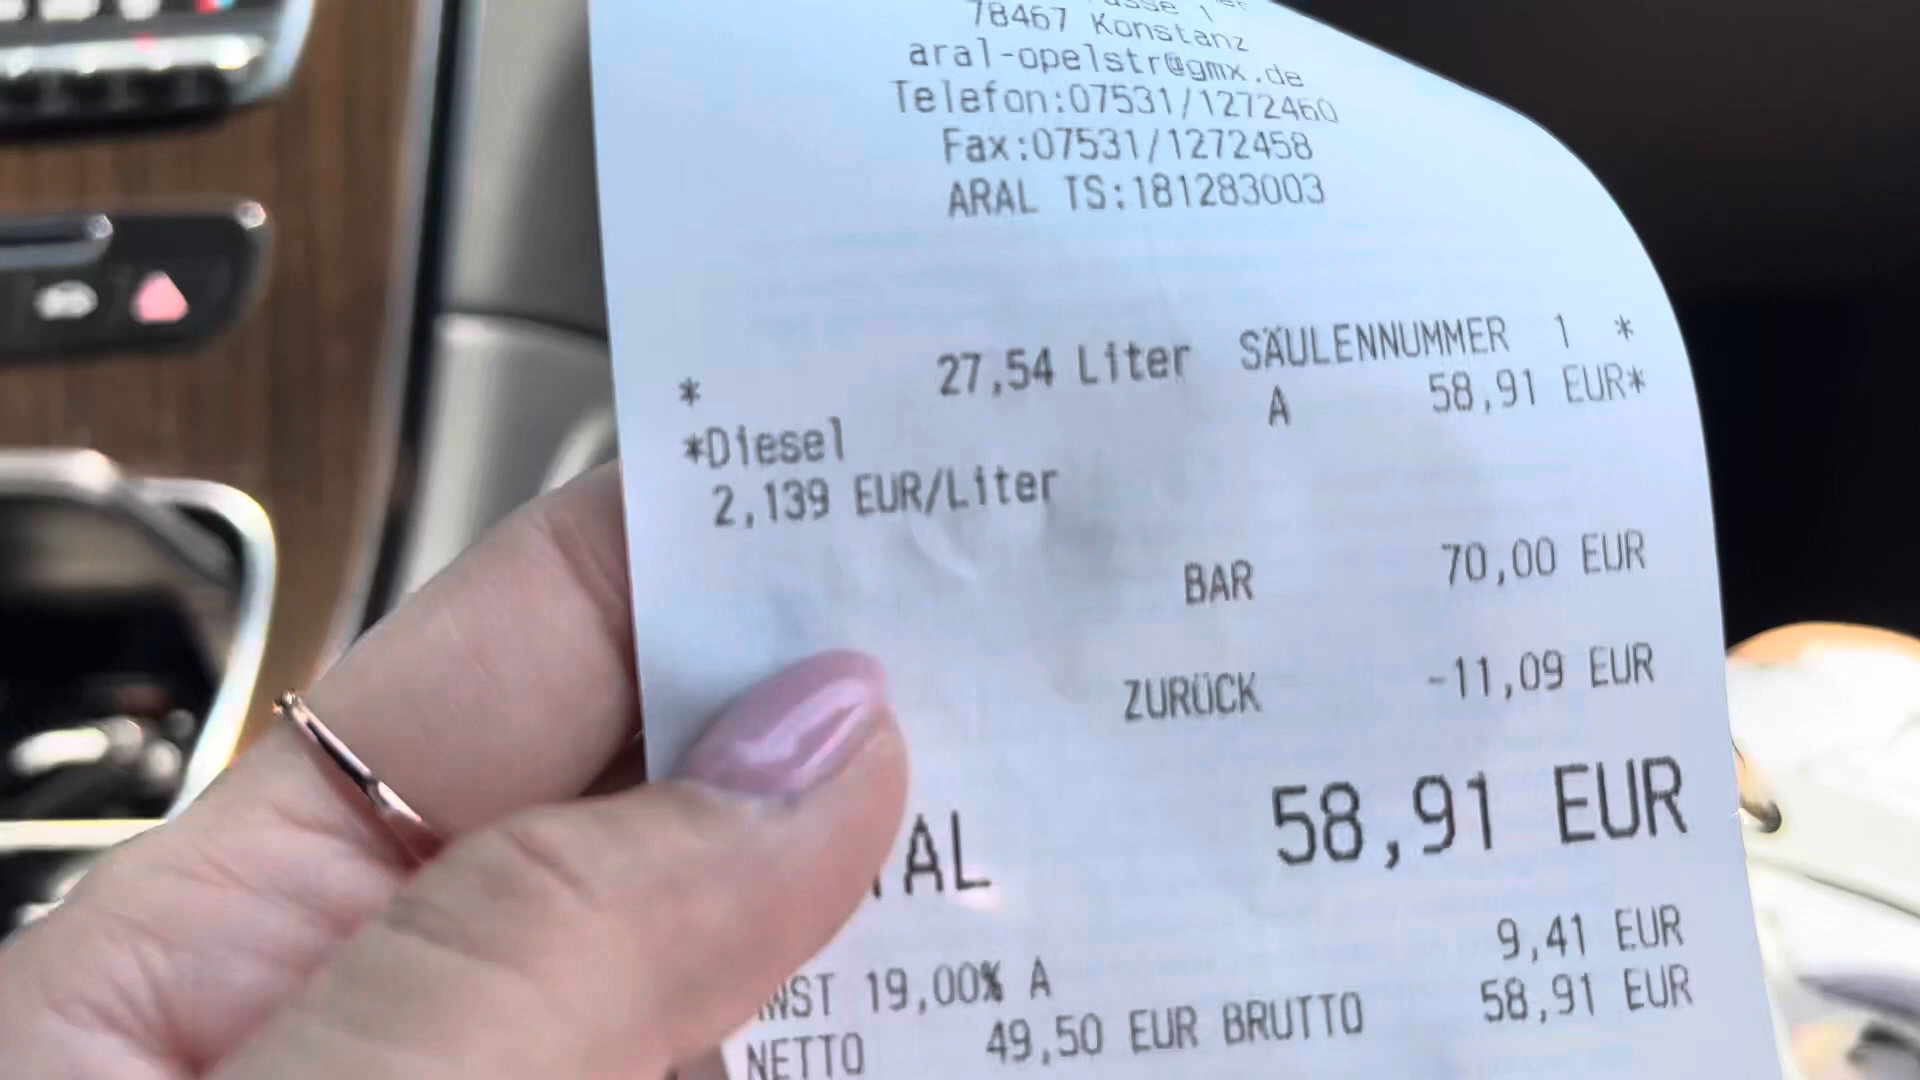 78467 Konstanz
aral-opelstr@gmx.de
Telefon:07531/1272460
Fax:07531/1272458
ARAL TS:181283003
* 27,54 Liter SÄULENNUMMER 1 *
*Diesel A 58,91 EUR*
2,139 EUR/Liter
BAR 70,00 EUR
ZURÜCK -11,09 EUR
AL 58,91 EUR
WST 19,00% A 9,41 EUR
NETTO 49,50 EUR BRUTTO 58,91 EUR